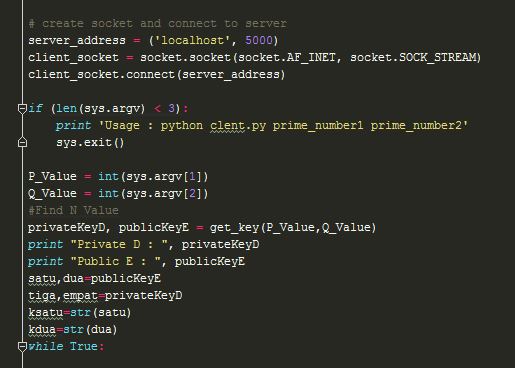 # create socket and connect to server
server_address = ('localhost', 5000)
client_socket = socket.socket(socket.AF_INET, socket.SOCK_STREAM)
client_socket.connect(server_address)
if (len(sys.argv) < 3):
print 'Usage : python clent.py prime_number1 prime_number2'
sys.exit()
P_Value = int(sys.argv[1])
Q_Value = int(sys.argv[2])
#Find N Value
privateKeyD, publicKeyE = get_key(P_Value,Q_Value)
print "Private D : ", privateKeyD
print "Public E : ", publicKeyE
satu,dua=publicKeyE
tiga,empat=privateKeyD
ksatu=str(satu)
kdua=str(dua)
while True: